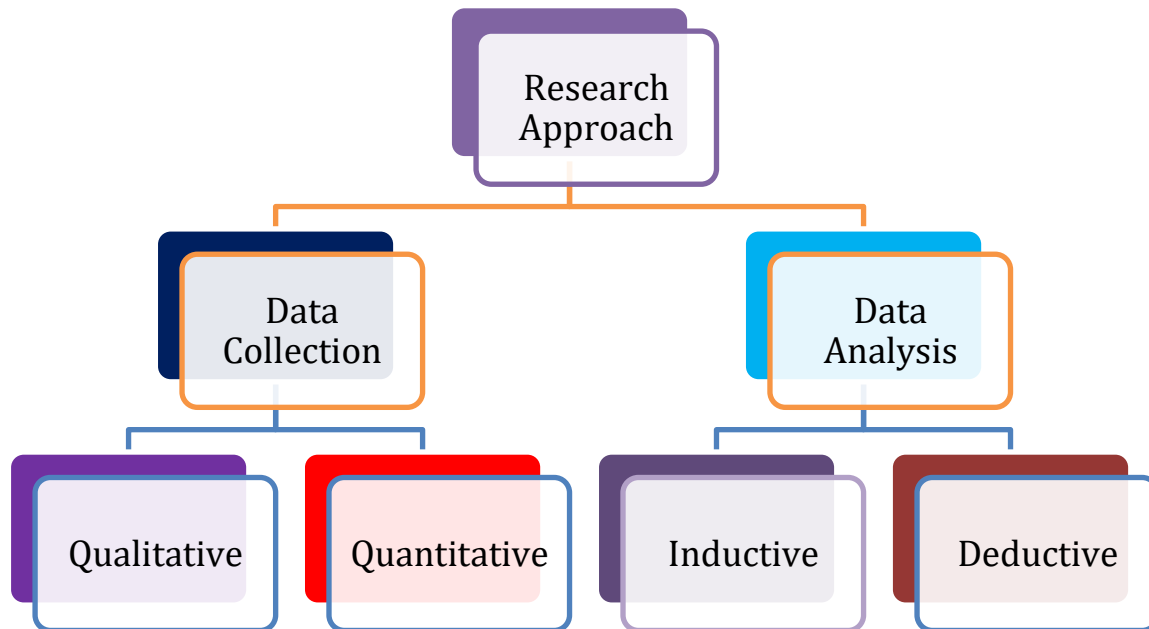 Research
Approach
Data
Collection
Data
Analysis
Qualitative
Quantitative
Inductive
Deductive